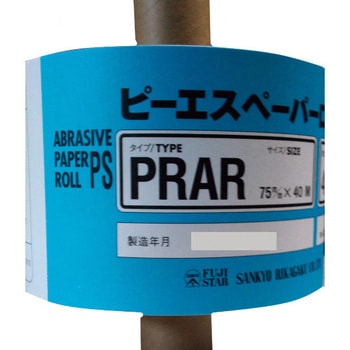 ピーエスペーパーロ
ABRASIVE
PAPER
ROLL PS
タイプ/TYPE
サイズ/SIZE
PRAR
75㎜×40M
製造年月
FUJI
STAR
SANKYO RIKAGAKU CO.,LTD